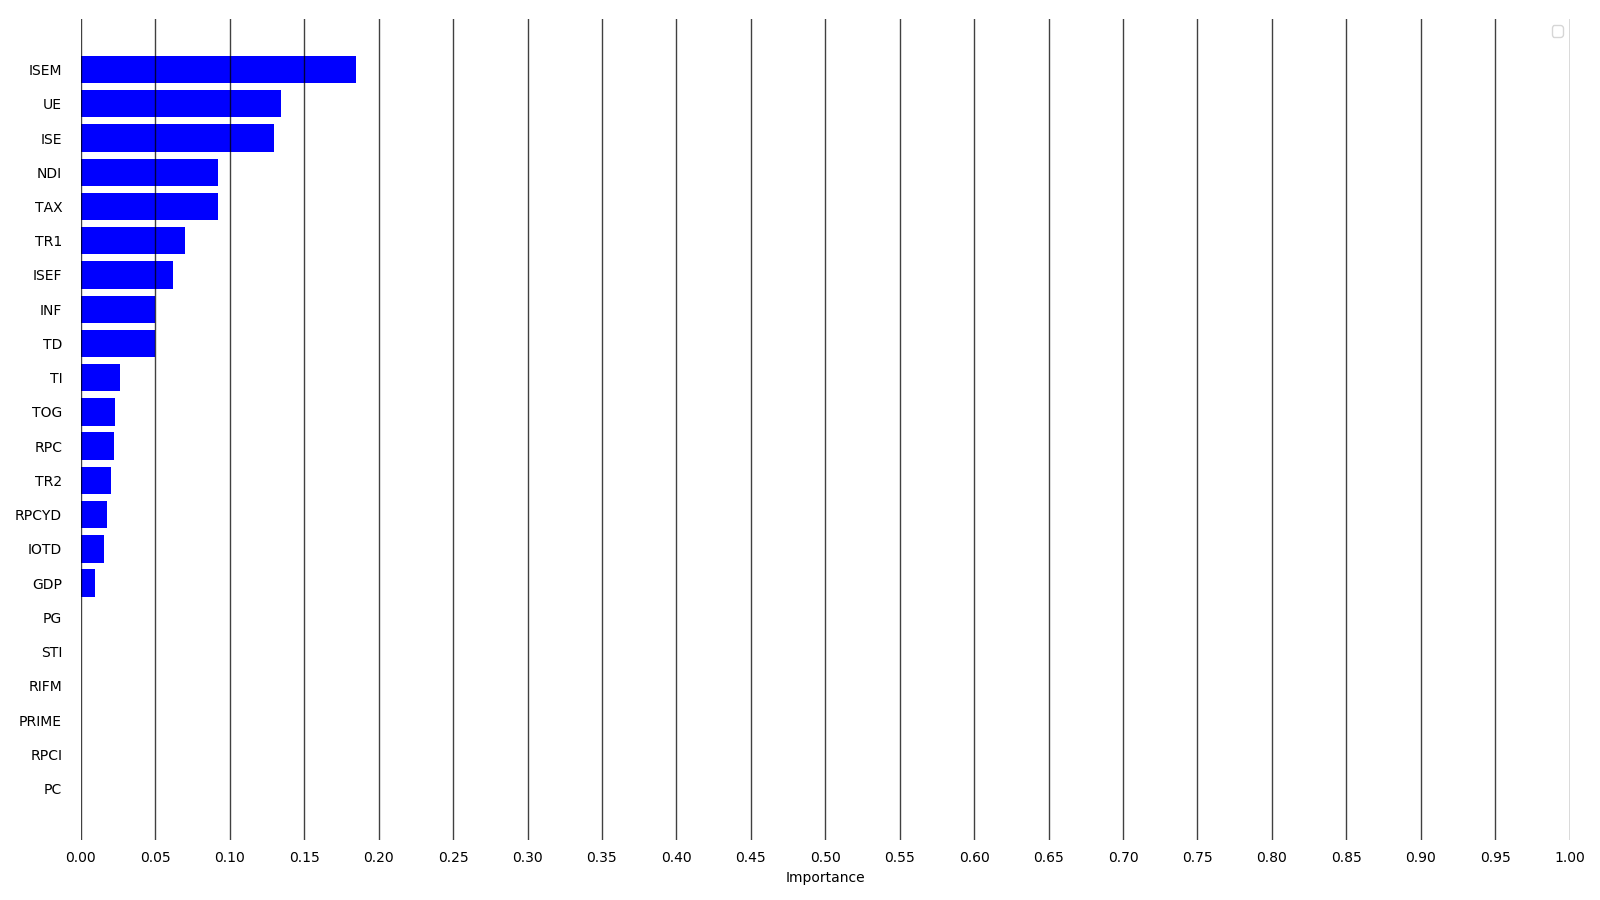 ISEM
UE
ISE
NDI
TAX
TR1
ISEF
INF
TD
TI
TOG
RPC
TR2
RPCYD
IOTD
GDP
PG
STI
RIFM
PRIME
RPCI
PC
0.00 0.05 0.10 0.15 0.20 0.25 0.30 0.35 0.40 0.45 0.50 0.55 0.60 0.65 0.70 0.75 0.80 0.85 0.90 0.95 1.00
Importance